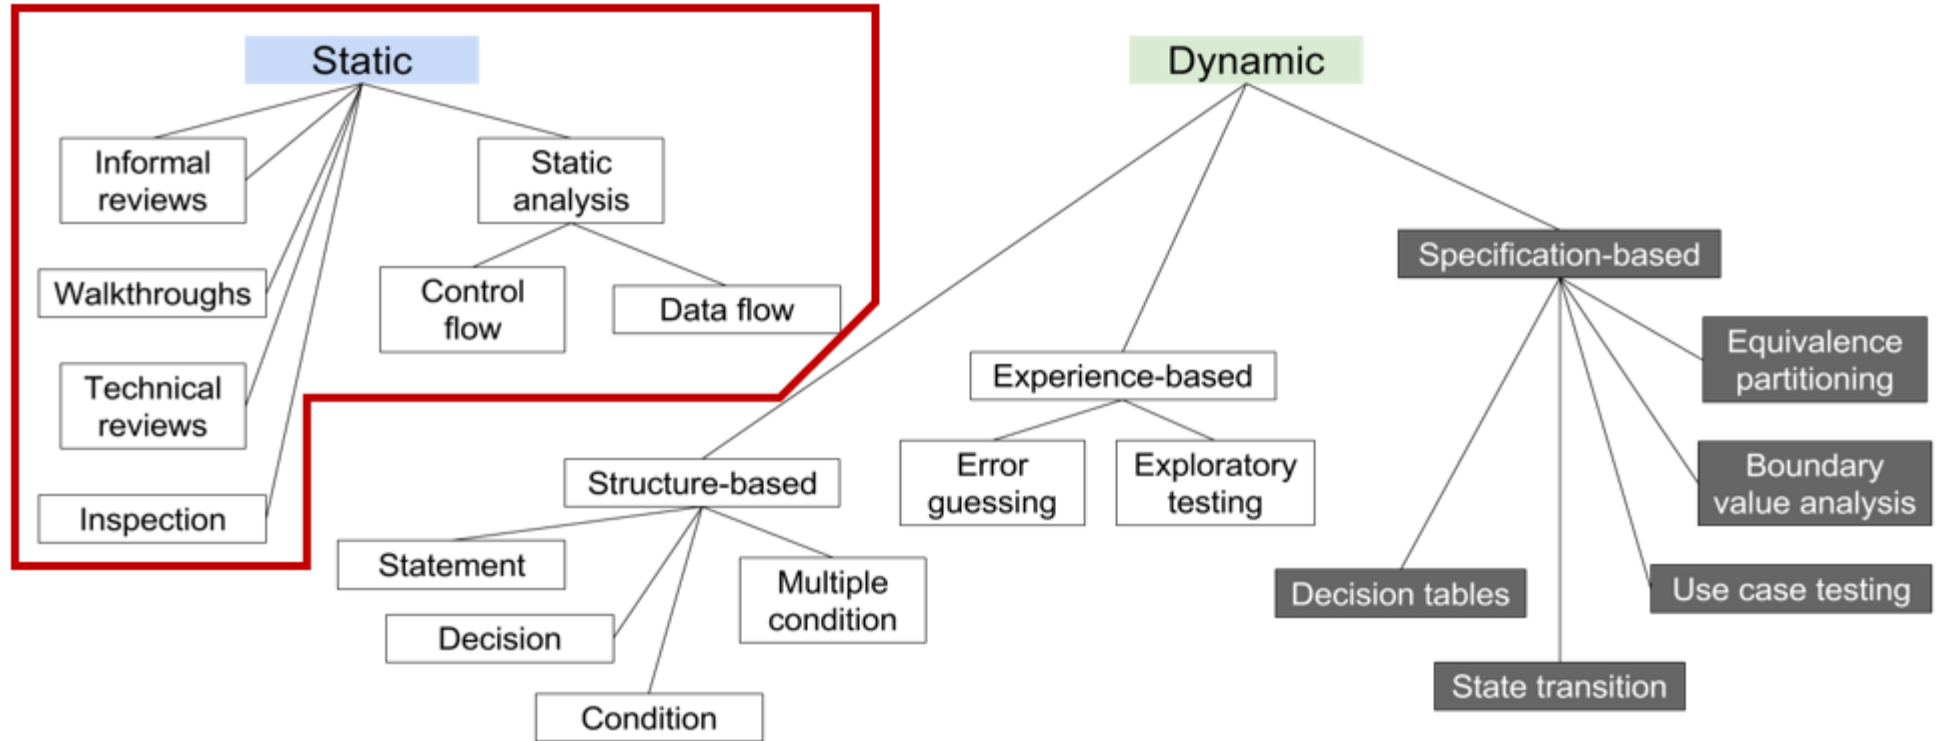 Static
Dynamic
Informal
reviews
Static
analysis
Walkthroughs
Control
flow
Data flow
Technical
reviews
Inspection
Structure-based
Statement
Decision
Condition
Multiple
condition
Experience-based
Error
guessing
Exploratory
testing
Specification-based
Equivalence
partitioning
Boundary
value analysis
Use case testing
Decision tables
State transition